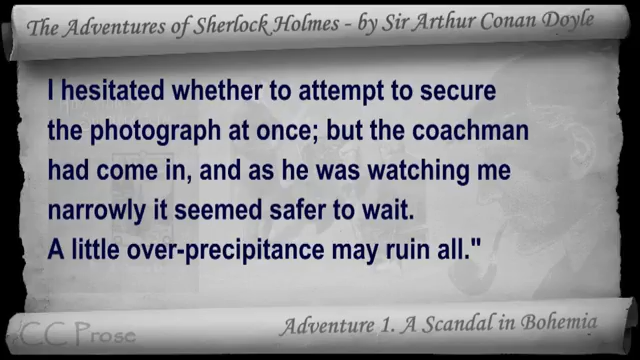 The Adventures of Sherlock Holmes - by Sir Arthur Conan Doyle
I hesitated whether to attempt to secure
the photograph at once; but the coachman
had come in, and as he was watching me
narrowly it seemed safer to wait.
A little over-precipitance may ruin all."
CC Prose
Adventure 1. A Scandal in Bohemia